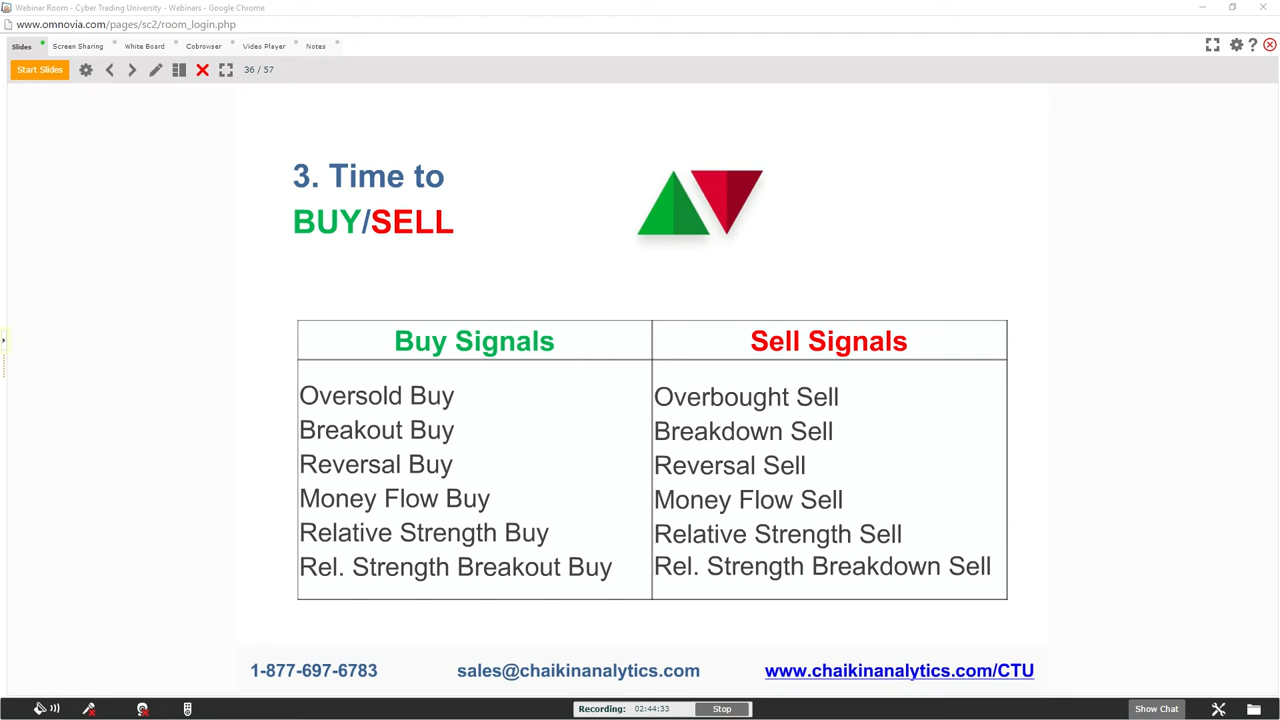 Webinar Room - Cyber Trading University - Webinars - Google Chrome
www.omnovia.com/pages/sc2/room_login.php
Slides Screen Sharing White Board Cobrowser Video Player Notes
Start Slides 36 / 57
3. Time to
BUY/SELL
Buy Signals Sell Signals
Oversold Buy Overbought Sell
Breakout Buy Breakdown Sell
Reversal Buy Reversal Sell
Money Flow Buy Money Flow Sell
Relative Strength Buy Relative Strength Sell
Rel. Strength Breakout Buy Rel. Strength Breakdown Sell
1-877-697-6783 sales@chaikinanalytics.com www.chaikinanalytics.com/CTU
Recording: 02:44:33 Stop Show Chat